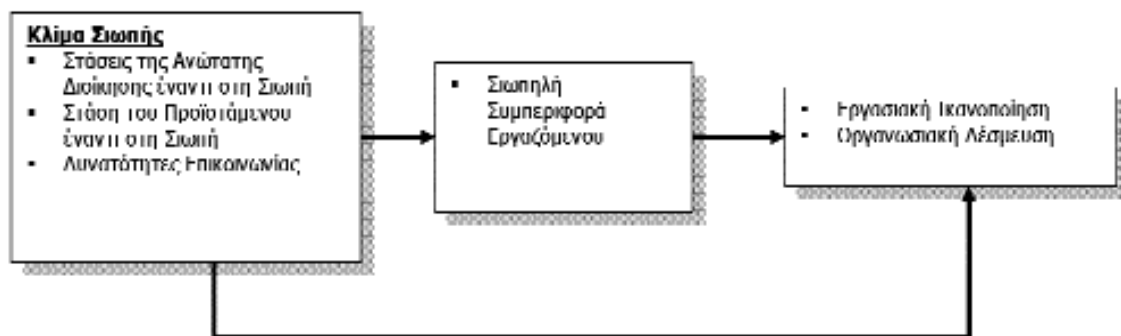 Κλίμα Σιωπής
▪ Στάσεις της Ανώτατης
Διοίκησης έναντι στη Σιωπή
▪ Στάση του Προϊστάμενου
έναντι στη Σιωπή
▪ Δυνατότητες Επικοινωνίας
▪ Σιωπηλή
Συμπεριφορά
Εργαζόμενου
▪ Εργασιακή Ικανοποίηση
▪ Οργανωσιακή Δέσμευση